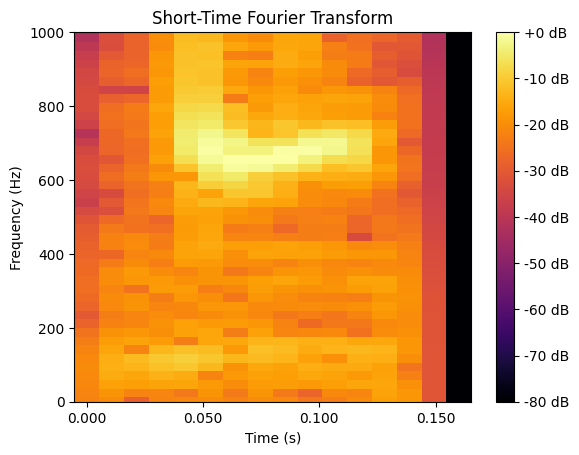 Short-Time Fourier Transform
1000
800
600
400
200
0
Frequency (Hz)
0.000
0.050
0.100
0.150
Time (s)
+0 dB
-10 dB
-20 dB
-30 dB
-40 dB
-50 dB
-60 dB
-70 dB
-80 dB